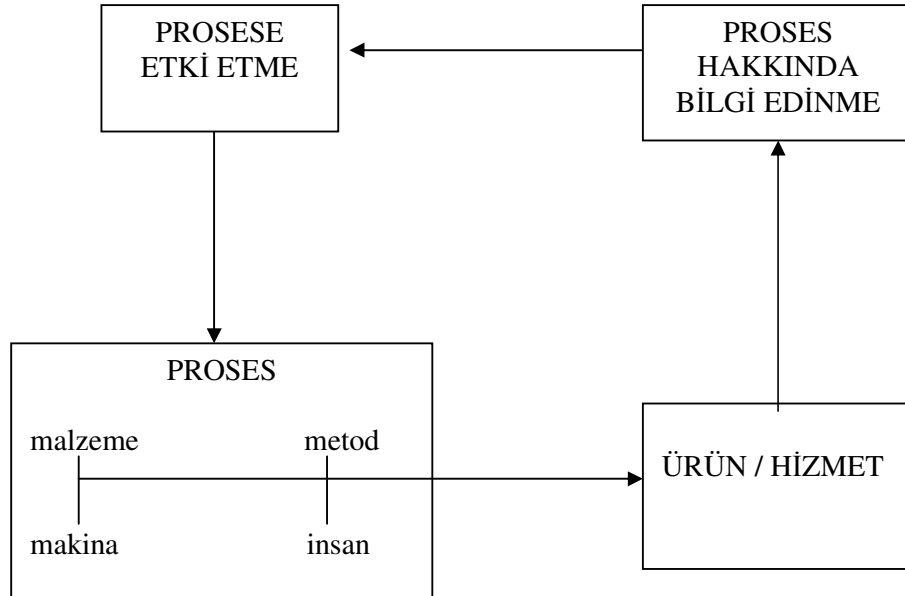 PROSESE
ETKİ ETME
PROSES
HAKKINDA
BİLGİ EDİNME
PROSES
malzeme
metod
makina
insan
ÜRÜN / HİZMET